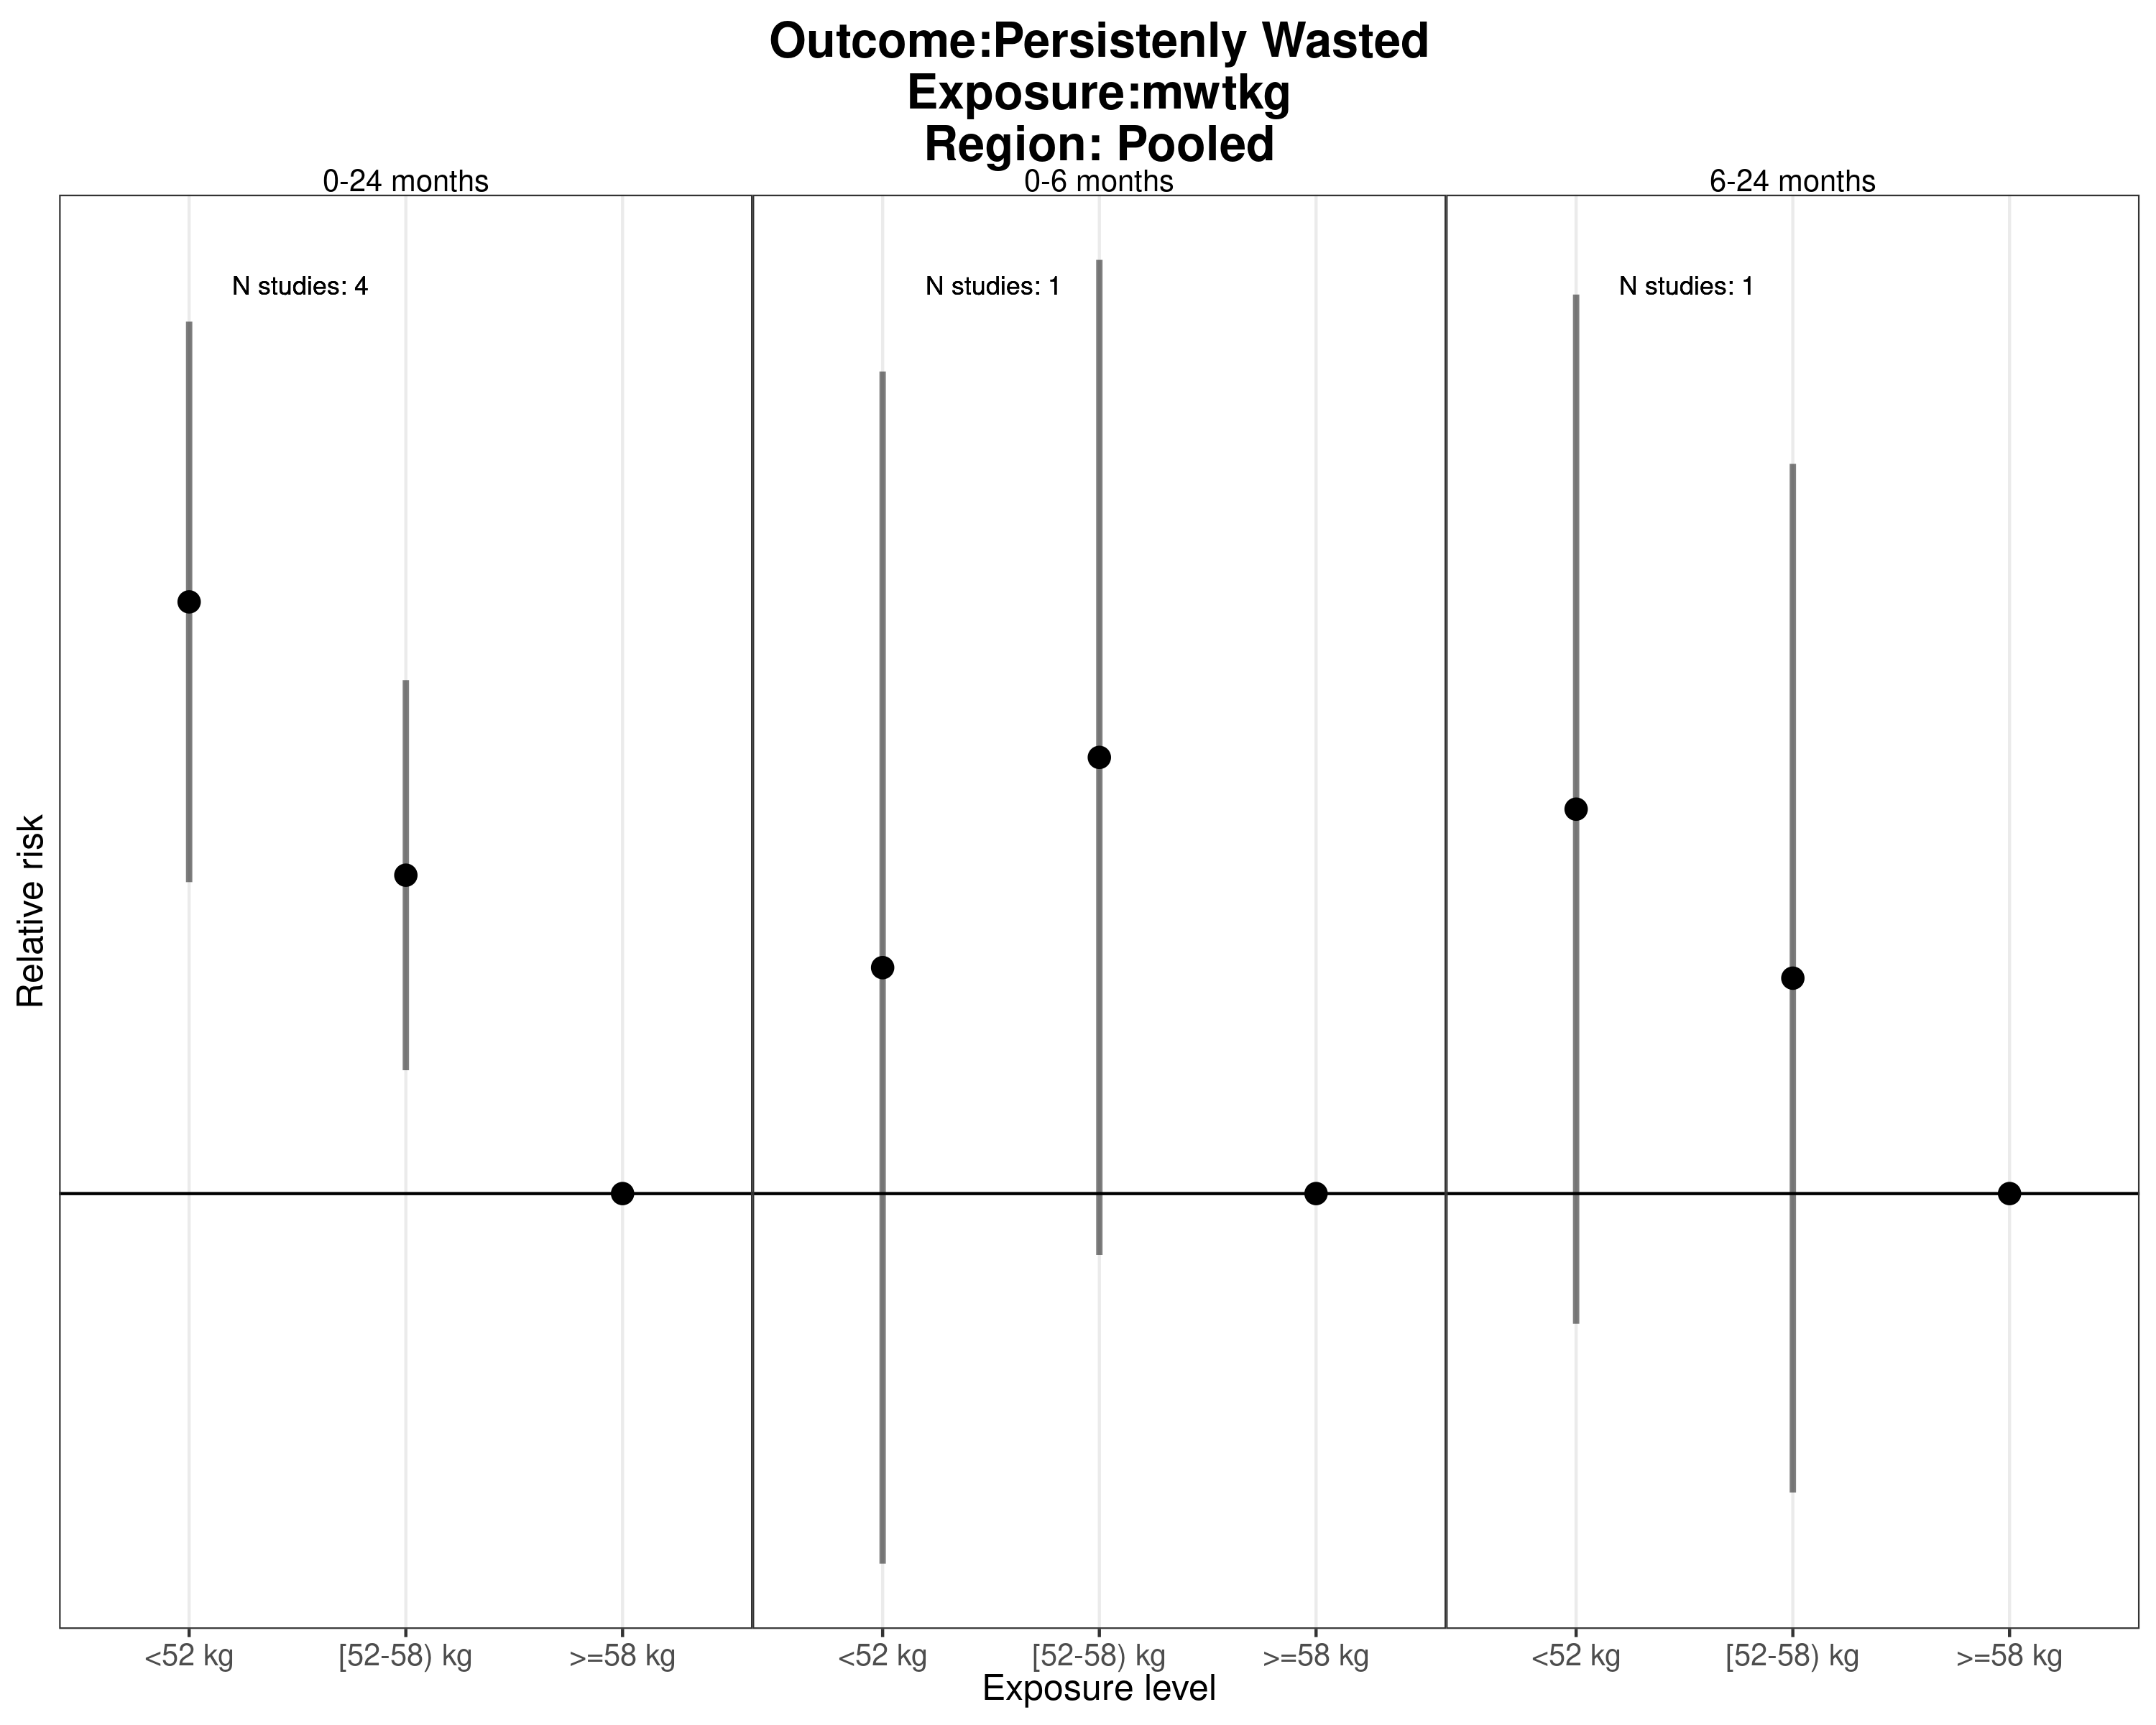 Outcome:Persistenly Wasted
Exposure:mwtkg
Region: Pooled
0-24 months
0-6 months
6-24 months
N studies: 4
N studies: 1
N studies: 1
Relative risk
<52 kg
[52-58) kg
>=58 kg
<52 kg
[52-58) kg
>=58 kg
<52 kg
[52-58) kg
>=58 kg
Exposure level